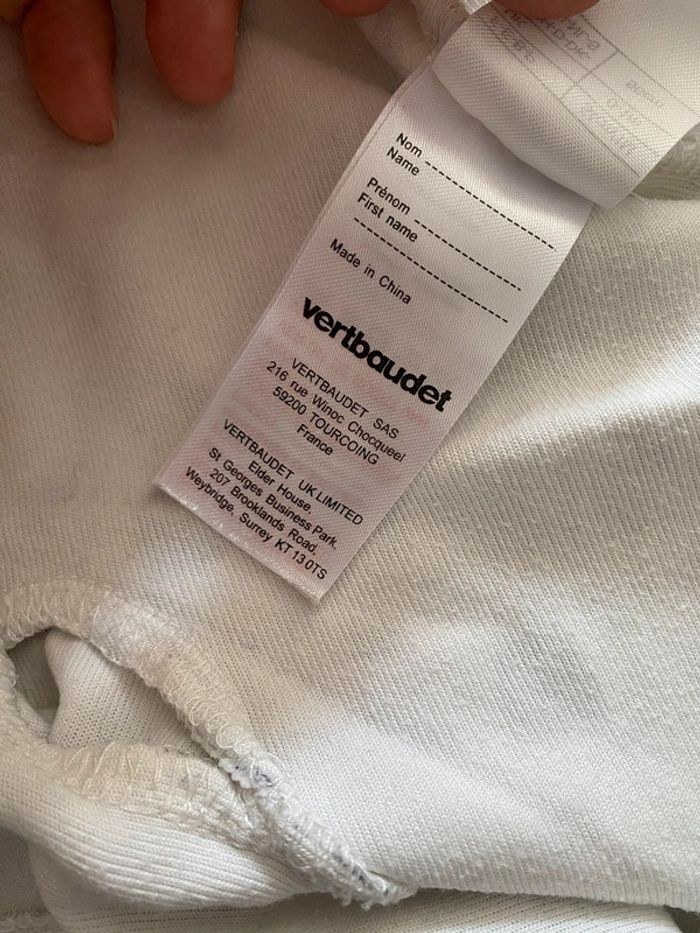 Nom
Name
Prénom
First name
Made in China
vertbaudet
VERTBAUDET SAS
216 rue Winoc Chocqueel
59200 TOURCOING
France
VERTBAUDET UK LIMITED
Elder House,
St Georges Business Park,
207 Brooklands Road,
Weybridge, Surrey KT13 0TS